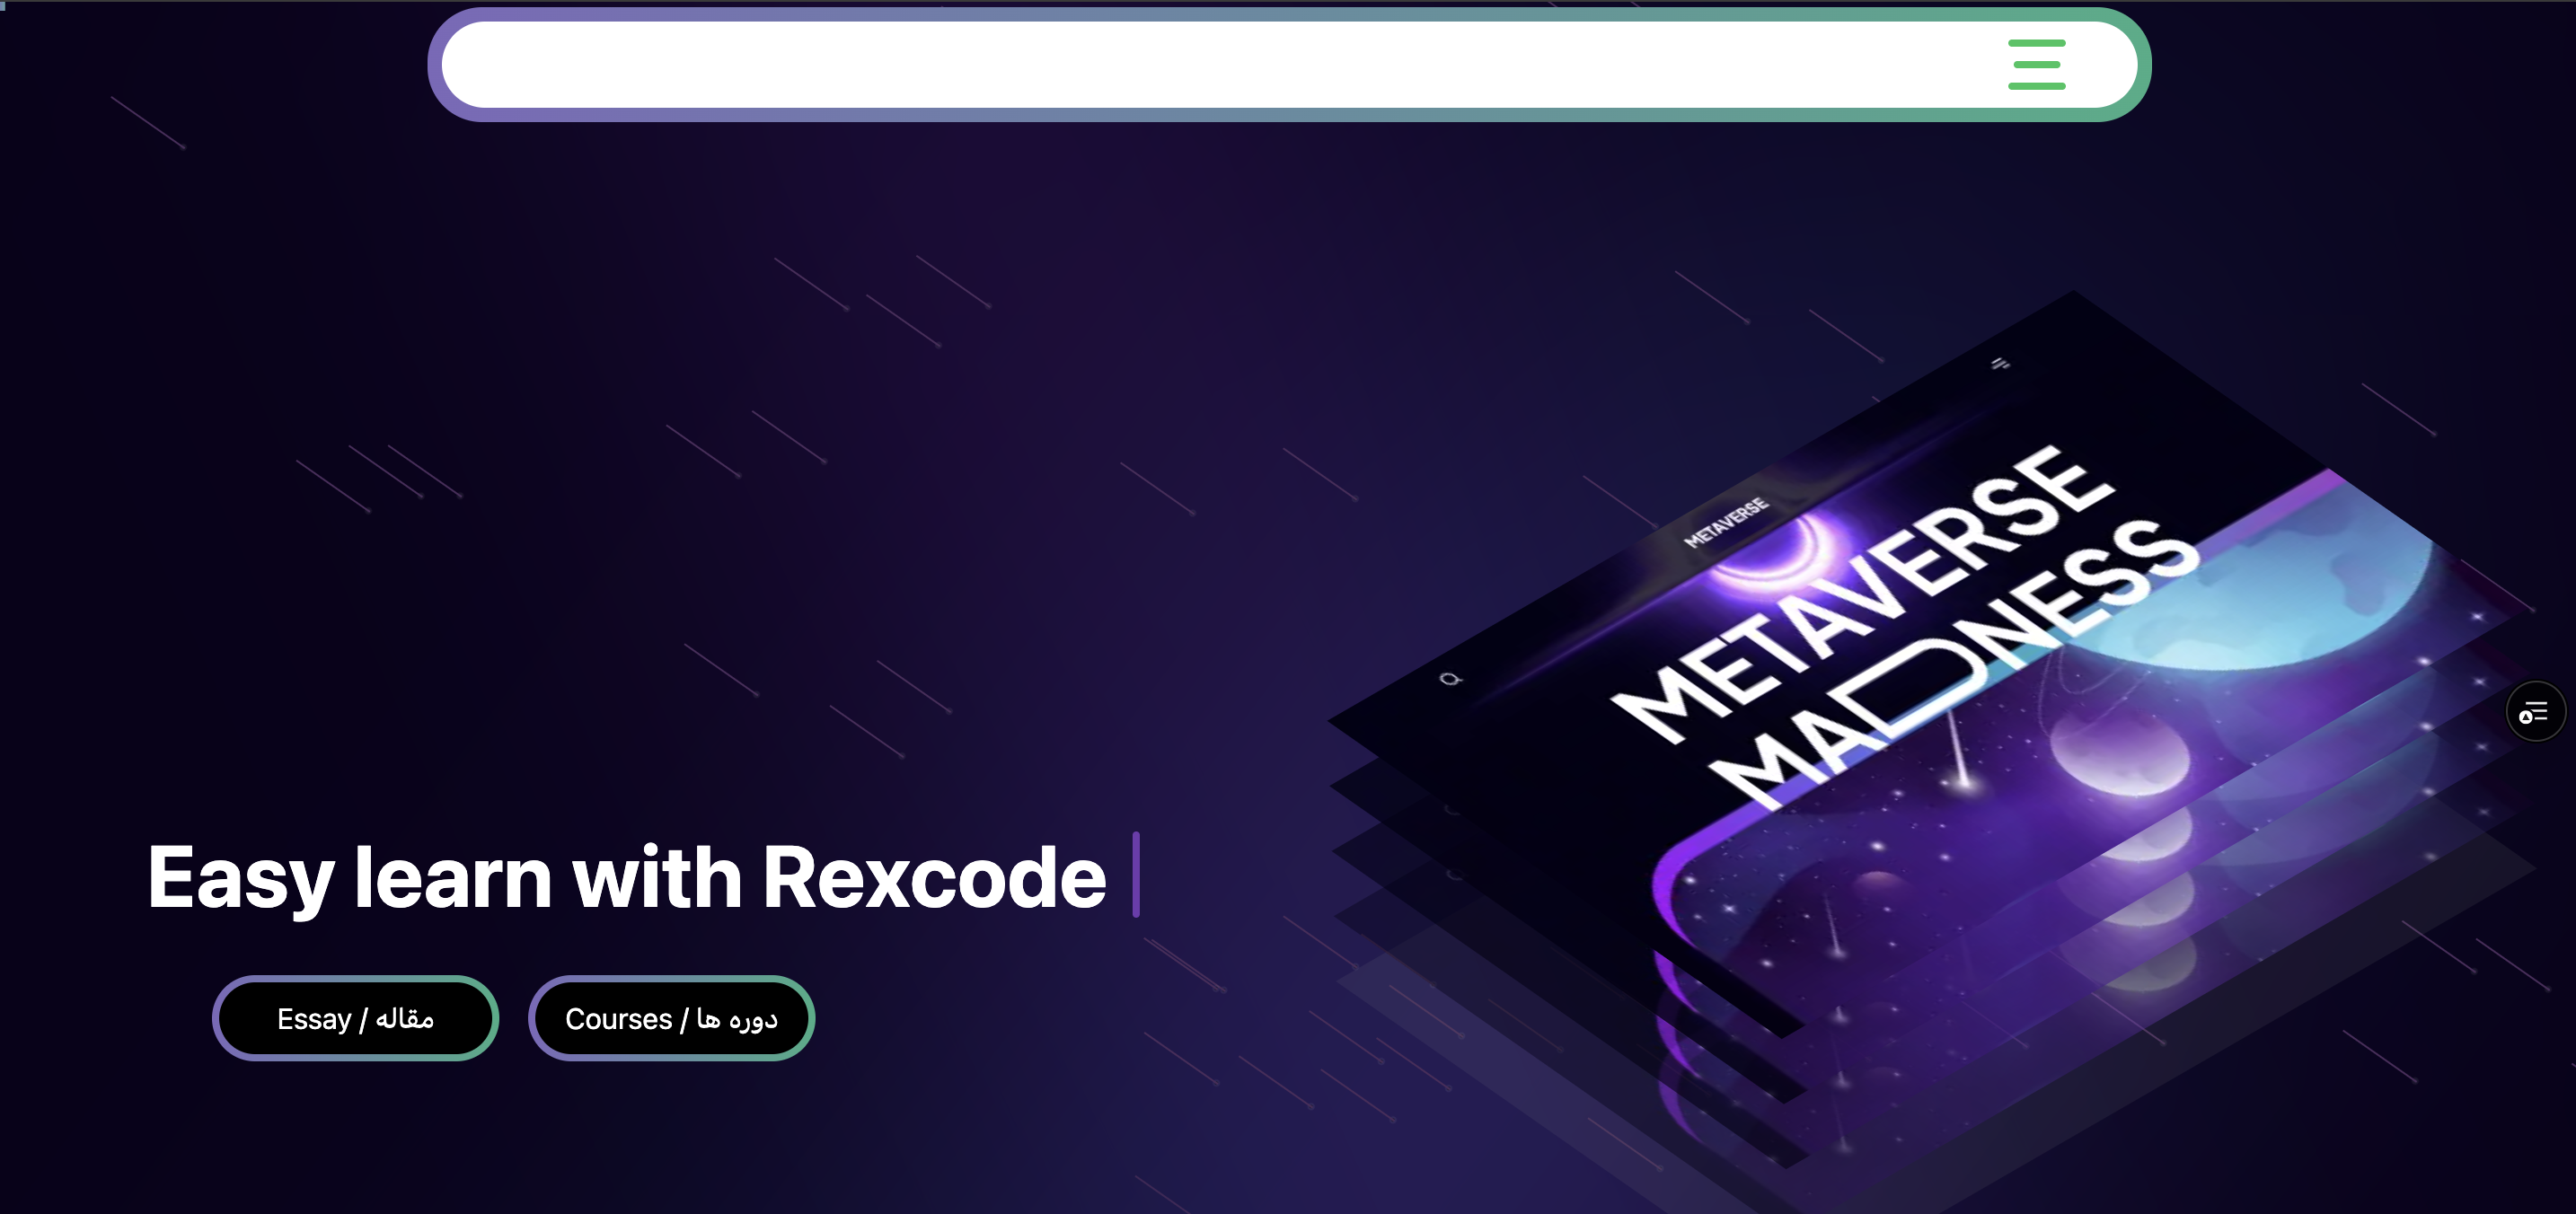 METAVERSE
METAVERSE
MADNESS
Easy learn with Rexcode
Essay / مقاله
Courses / دوره ها